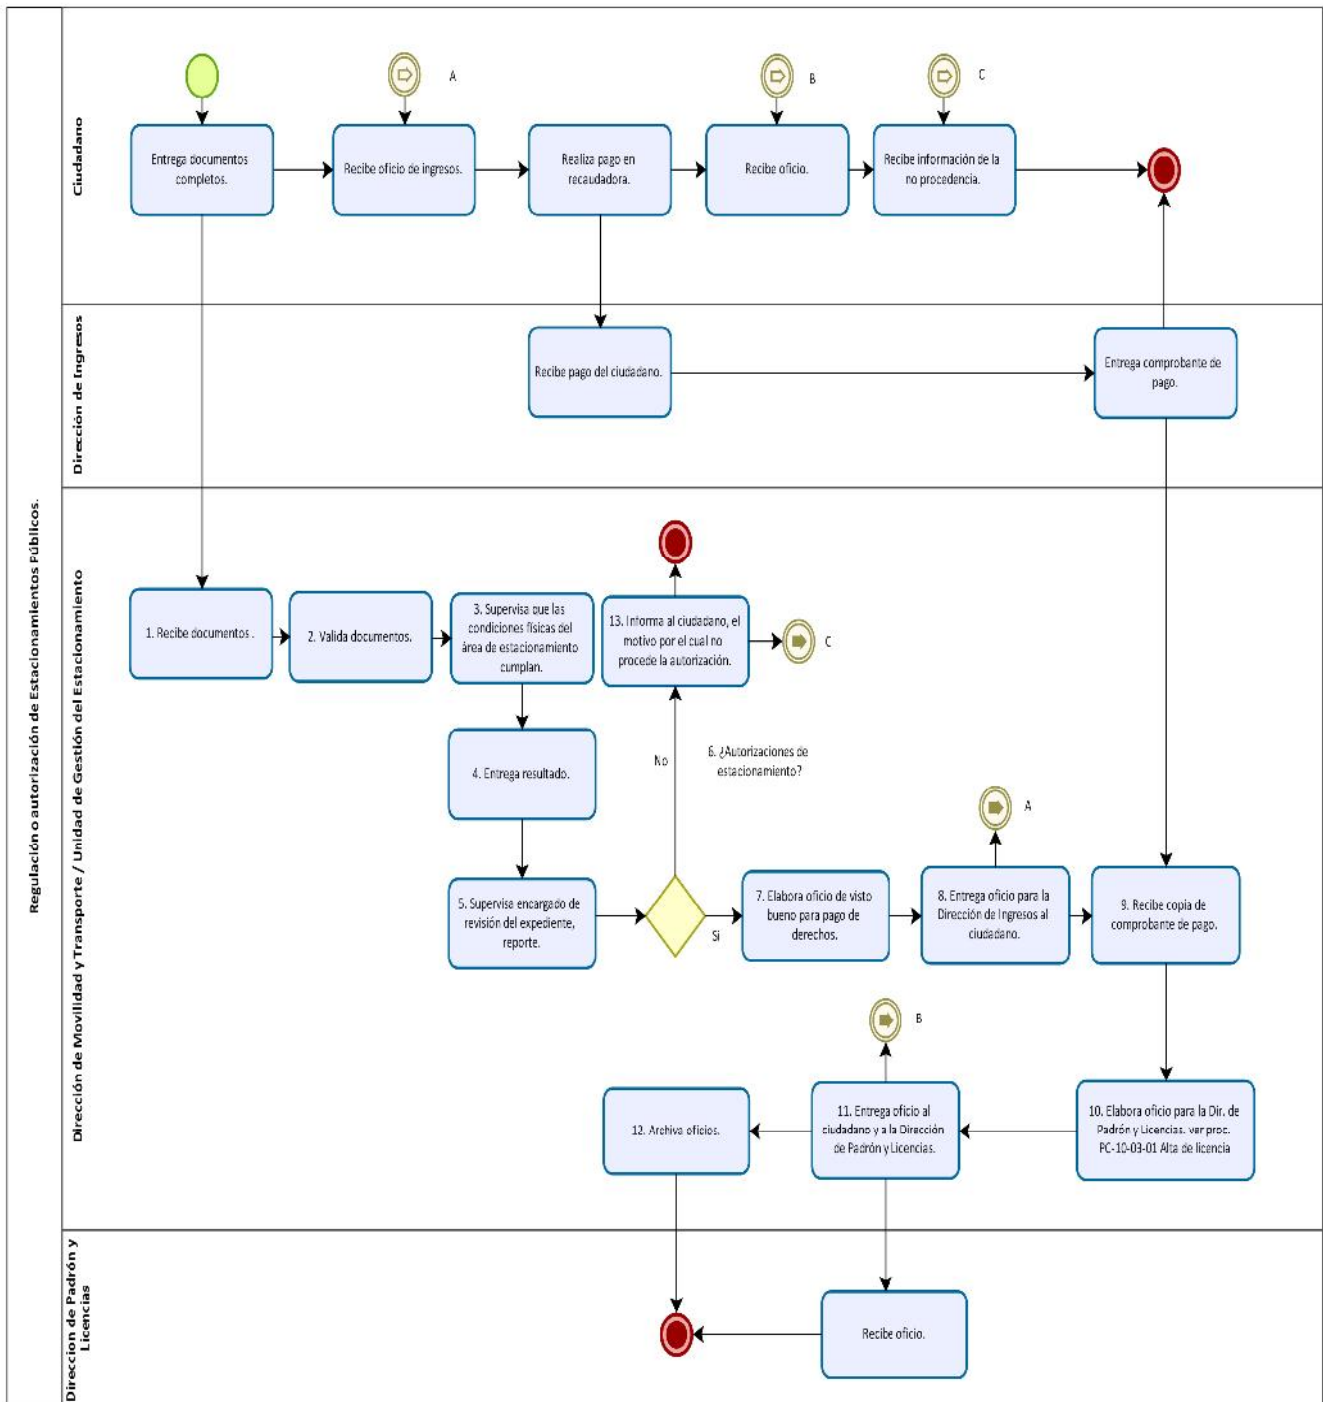 Regulación o autorización de Estacionamientos Fúblicos.
Ciudadano
A
B
C
Entrega documentos
completos.
Recibe oficio de ingresos.
Realiza pago en
recaudadora.
Recibe oficio.
Recibe información de la
no procedencia.
Dirección de Ingresos
Recibe pago del ciudadano.
Entrega comprobante de
pago.
Dirección de Movilidad y Transporte / Unidad de Gestión del Estacionamiento
1. Recibe documentos .
2. Valida documentos.
3. Supervisa que las
condiciones físicas del
área de estacionamiento
cumplan.
13. Informa al ciudadano, el
motivo por el cual no
procede la autorización.
C
4. Entrega resultado.
No
6. ¿Autorizaciones de
estacionamiento?
A
5. Supervisa encargado de
revisión del expediente,
reporte.
Si
7. Elabora oficio de visto
bueno para pago de
derechos.
8. Entrega oficio para la
Dirección de Ingresos al
ciudadano.
9. Recibe copia de
comprobante de pago.
B
12. Archiva oficios.
11. Entrega oficio al
ciudadano y a la Dirección
de Padrón y Licencias.
10. Elabora oficio para la Dir. de
Padrón y Licencias. ver proc.
PC-10-03-01 Alta de licencia
Direccion de Padrón y
Licencias
Recibe oficio.